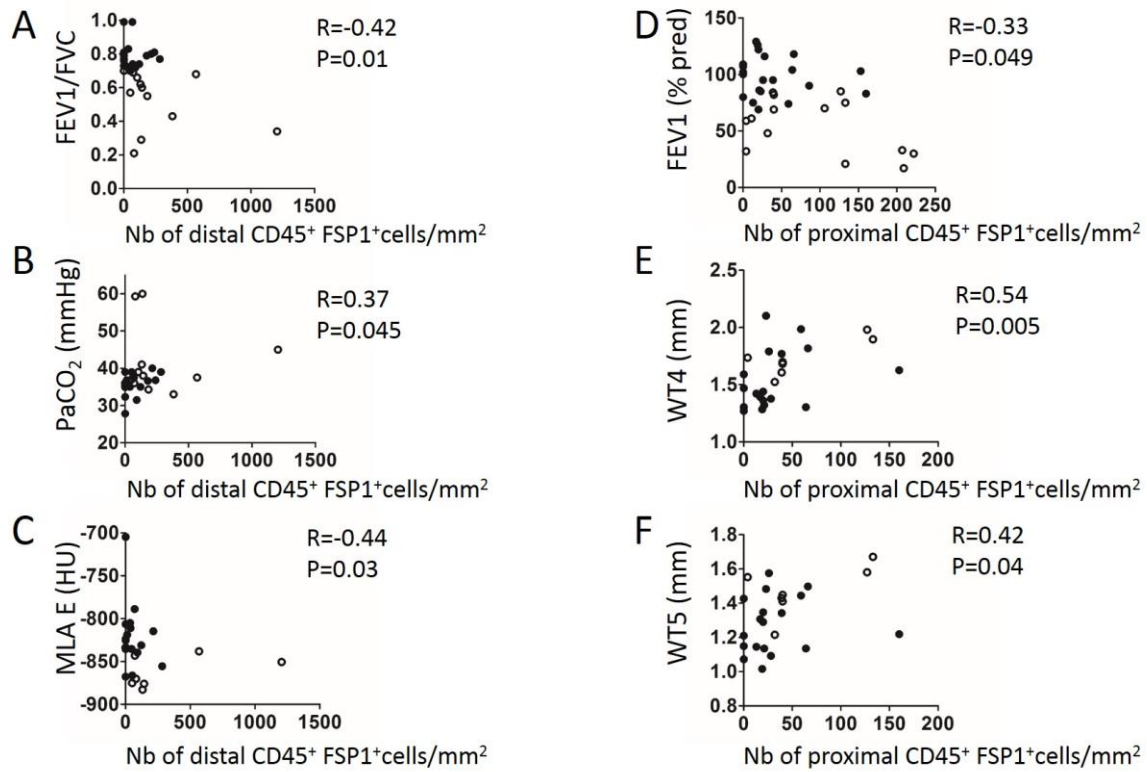 A
FEV1/FVC
1.0
0.8
0.6
0.4
0.2
0.0
0 500 1000 1500
Nb of distal CD45⁺ FSP1⁺cells/mm²
R=-0.42
P=0.01
B
PaCO₂ (mmHg)
60
50
40
30
20
0 500 1000 1500
Nb of distal CD45⁺ FSP1⁺cells/mm²
R=0.37
P=0.045
C
MLA E (HU)
-700
-750
-800
-850
-900
0 500 1000 1500
Nb of distal CD45⁺ FSP1⁺cells/mm²
R=-0.44
P=0.03
D
FEV1 (% pred)
150
100
50
0
0 50 100 150 200 250
Nb of proximal CD45⁺ FSP1⁺cells/mm²
R=-0.33
P=0.049
E
WT4 (mm)
2.5
2.0
1.5
1.0
0 50 100 150 200
Nb of proximal CD45⁺ FSP1⁺cells/mm²
R=0.54
P=0.005
F
WT5 (mm)
1.8
1.6
1.4
1.2
1.0
0.8
0 50 100 150 200
Nb of proximal CD45⁺ FSP1⁺cells/mm²
R=0.42
P=0.04